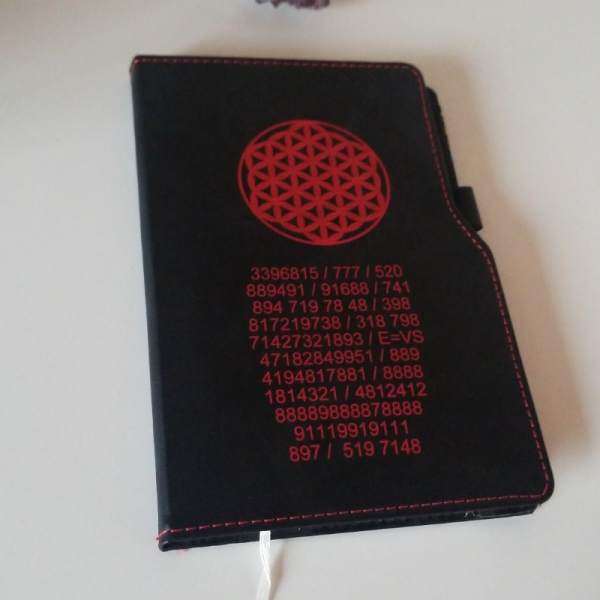 3396815 / 777 / 520
889491 / 91688 / 741
894 719 78 48 / 398
817219738 / 318 798
71427321893 / E=VS
47182849951 / 889
4194817881 / 8888
1814321 / 4812412
88889888878888
91119919111
897 / 519 7148